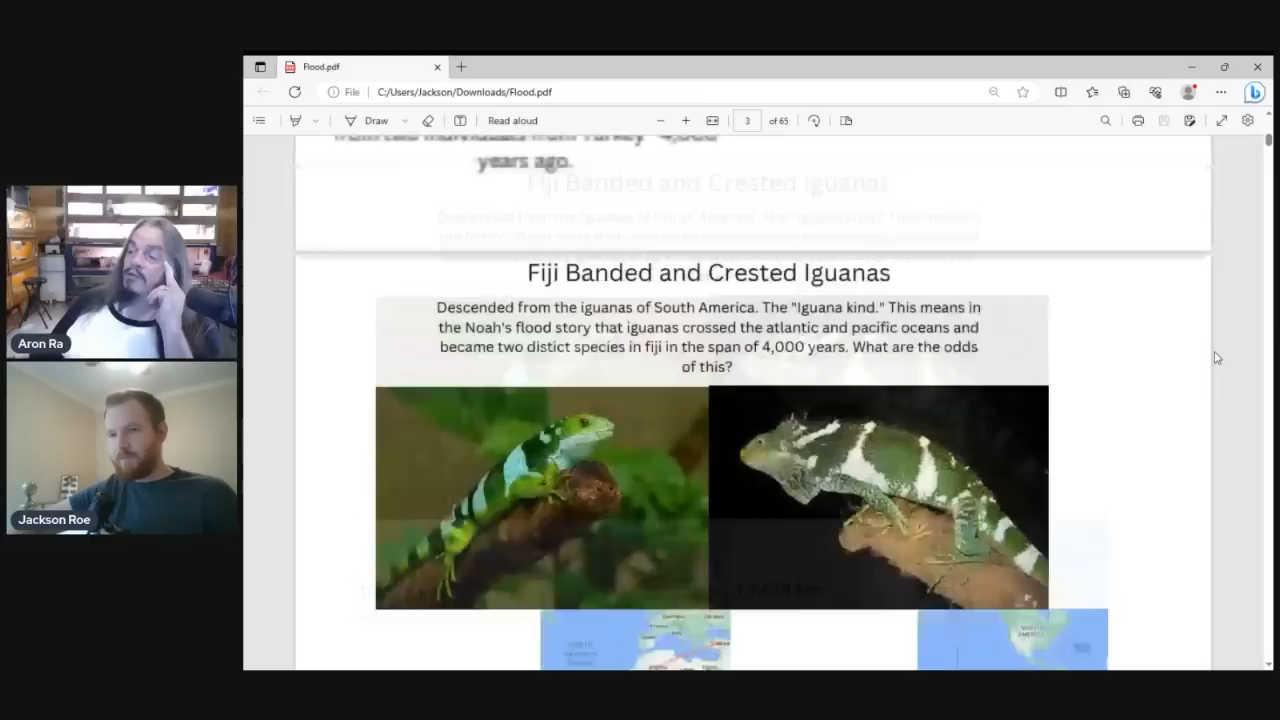 Flood.pdf
File
C:/Users/Jackson/Downloads/Flood.pdf
Draw
Read aloud
3
of 65
years ago.
Fiji Banded and Crested Iguanas
Fiji Banded and Crested Iguanas
Descended from the iguanas of South America. The "Iguana kind." This means in
the Noah's flood story that iguanas crossed the atlantic and pacific oceans and
became two distict species in fiji in the span of 4,000 years. What are the odds
of this?
Aron Ra
Jackson Roe